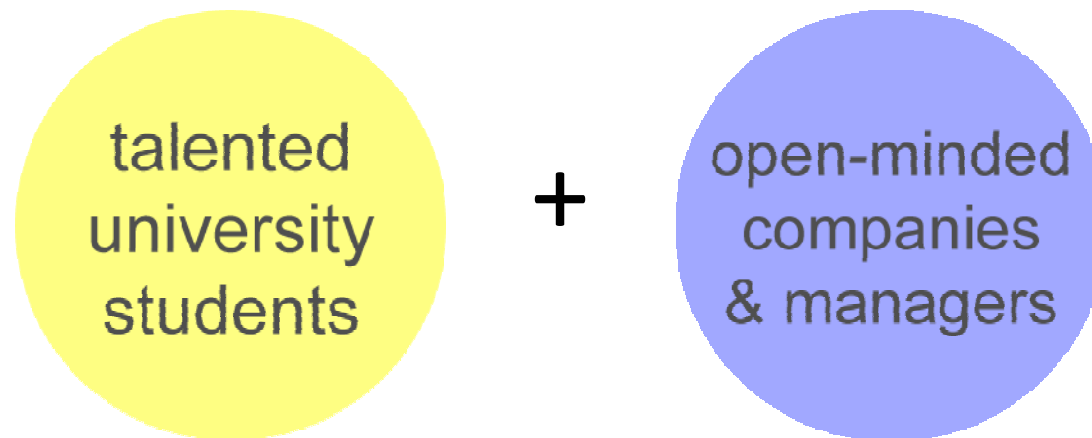 talented
university
students
+
open-minded
companies
& managers